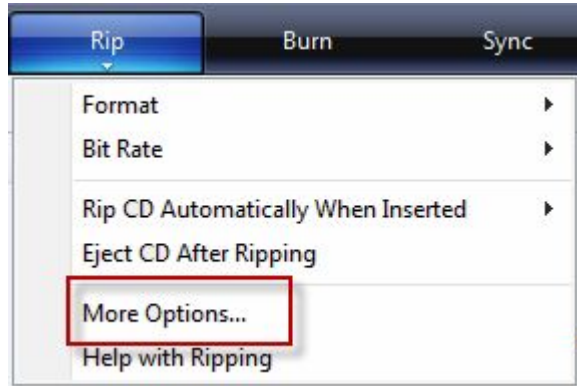 Rip Burn Sync
Format
Bit Rate
Rip CD Automatically When Inserted
Eject CD After Ripping
More Options...
Help with Ripping